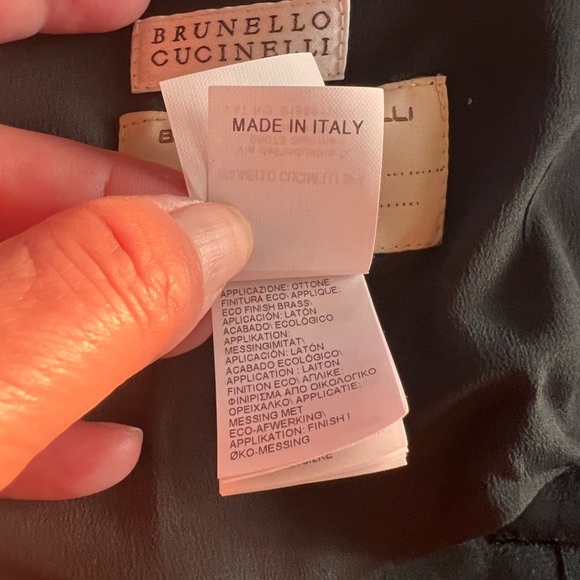 BRUNELLO
CUCINELLI
LLI
MADE IN ITALY
APPLICAZIONE: OTTONE
FINITURA ECO\ APPLIQUE:
ECO FINISH BRASS\
APLICACIÓN: LATÓN
ACABADO\ ECOLÓGICO
APPLIKATION:
MESSINGIMITAT\
APLICACIÓN: LATÓN
ACABADO ECOLÓGICO\
APPLICATION : LAITON
FINITION ECO\ ΑΠΛΙΚΕ:
ΦΙΝΙΡΙΣΜΑ ΑΠΟ ΟΙΚΟΛΟΓΙΚΟ
ΟΡΕΙΧΑΛΚΟ\ APPLICATIE:
MESSING MET
ECO-AFWERKING\
APPLIKATION: FINISH I
ØKO-MESSING